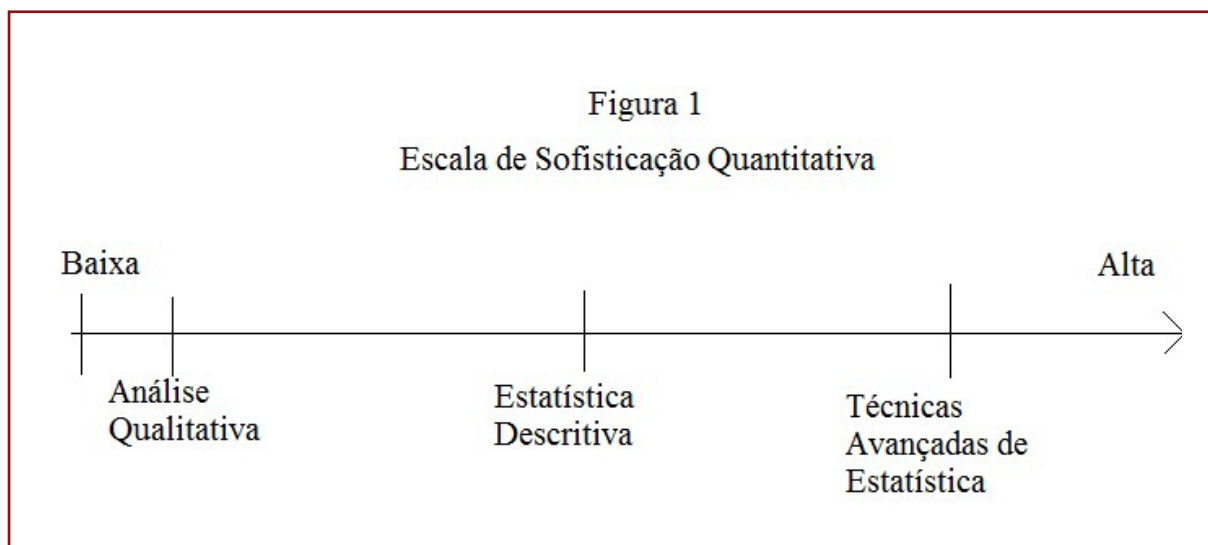 Figura 1
Escala de Sofisticação Quantitativa
Baixa
Alta
Análise
Qualitativa
Estatística
Descritiva
Técnicas
Avançadas de
Estatística